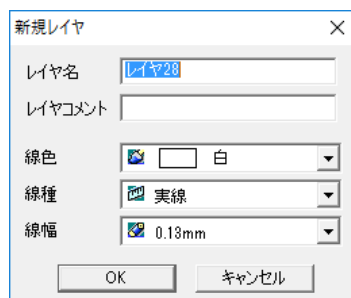 新規レイヤ
レイヤ名 レイヤ28
レイヤコメント
線色 白
線種 実線
線幅 0.13mm
OK キャンセル